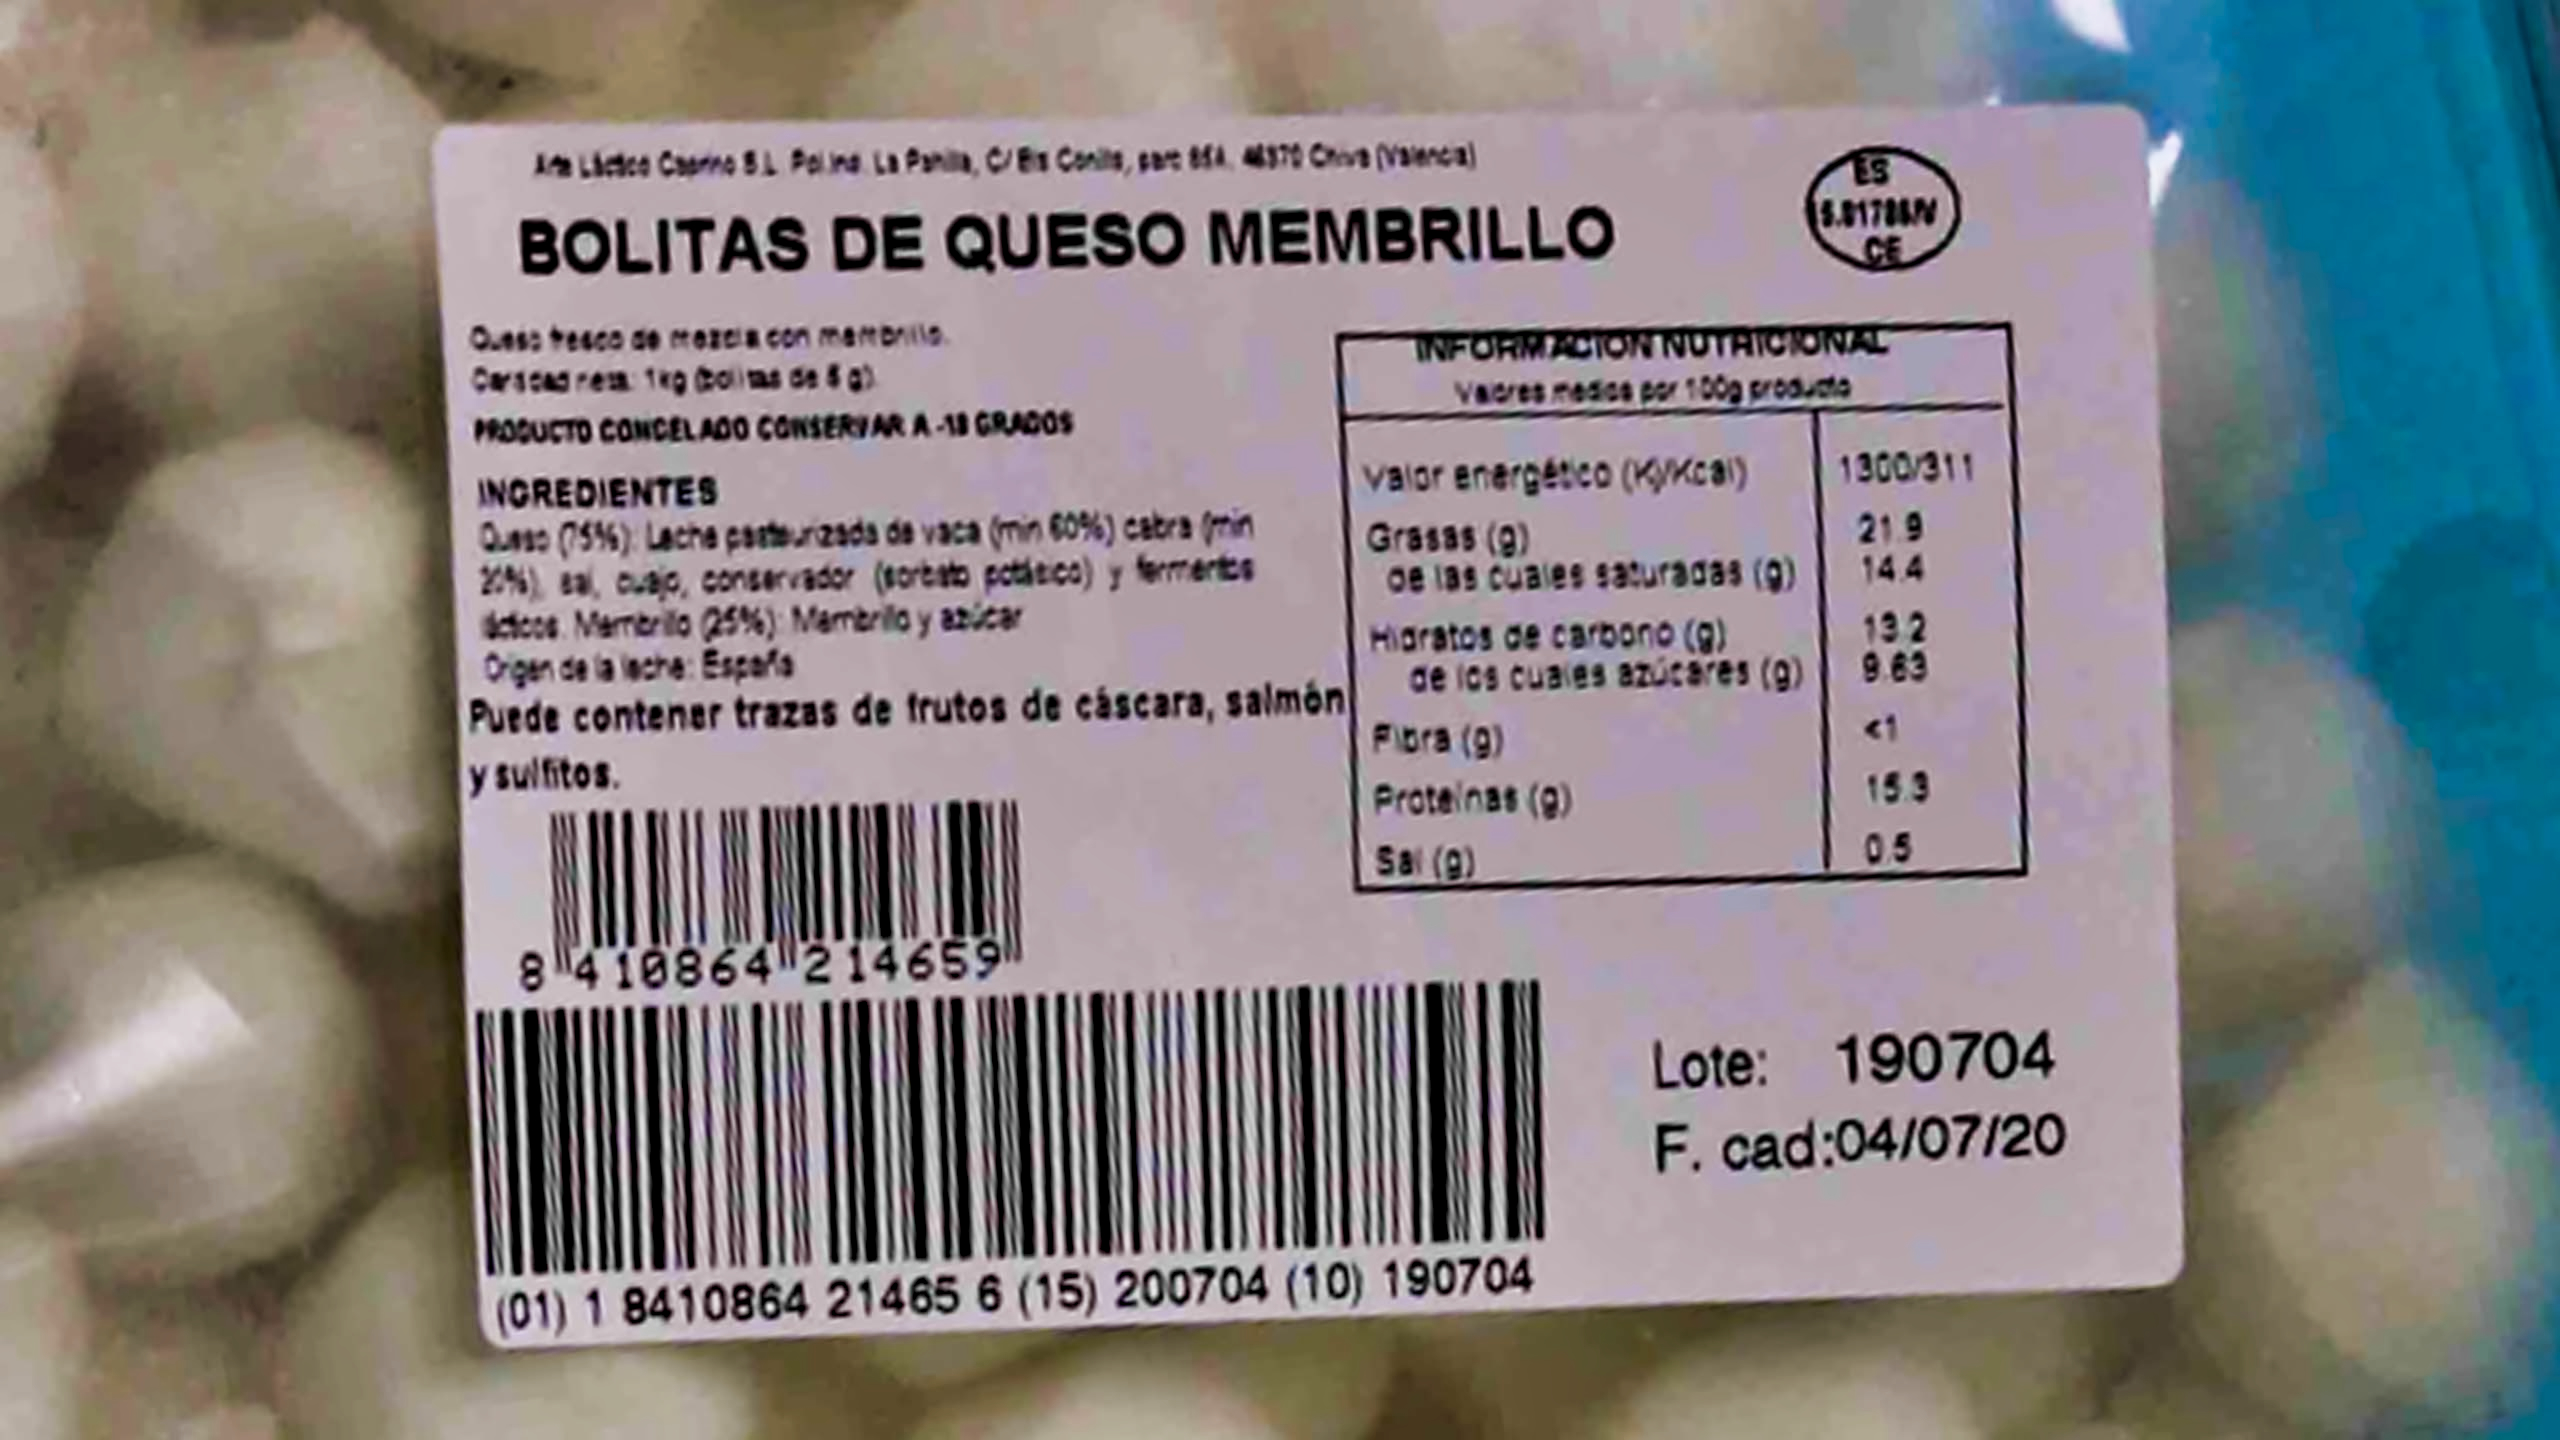 Arte Láctico Caprino S.L. Pol.Ind. La Pahilla, C/ Els Conills, parc 85A. 46370 Chiva (Valencia)
BOLITAS DE QUESO MEMBRILLO
ES
CE
Queso fresco de mezcla con membrillo.
Cantidad neta: 1kg (bolitas de g).
PRODUCTO CONGELADO CONSERVAR A -18 GRADOS
INGREDIENTES
Queso (75%): Leche pasteurizada de vaca (min 60%) cabra (min
20%), sal, cuajo, conservador (sorbato potásico) y fermentos
lácticos. Membrillo (25%): Membrillo y azúcar
Origen de la leche: España
Puede contener trazas de frutos de cáscara, salmón
y sulfitos.
INFORMACION NUTRICIONAL
Valores medios por 100g producto
Valor energético (Kj/Kcal) 1300/311
Grasas (g) 21.9
de las cuales saturadas (g) 14.4
Hidratos de carbono (g) 13.2
de los cuales azúcares (g) 9.63
Fibra (g) <1
Proteínas (g) 15.3
Sal (g) 0.5
8 410864 214659
(01) 1 8410864 21465 6 (15) 200704 (10) 190704
Lote: 190704
F. cad:04/07/20